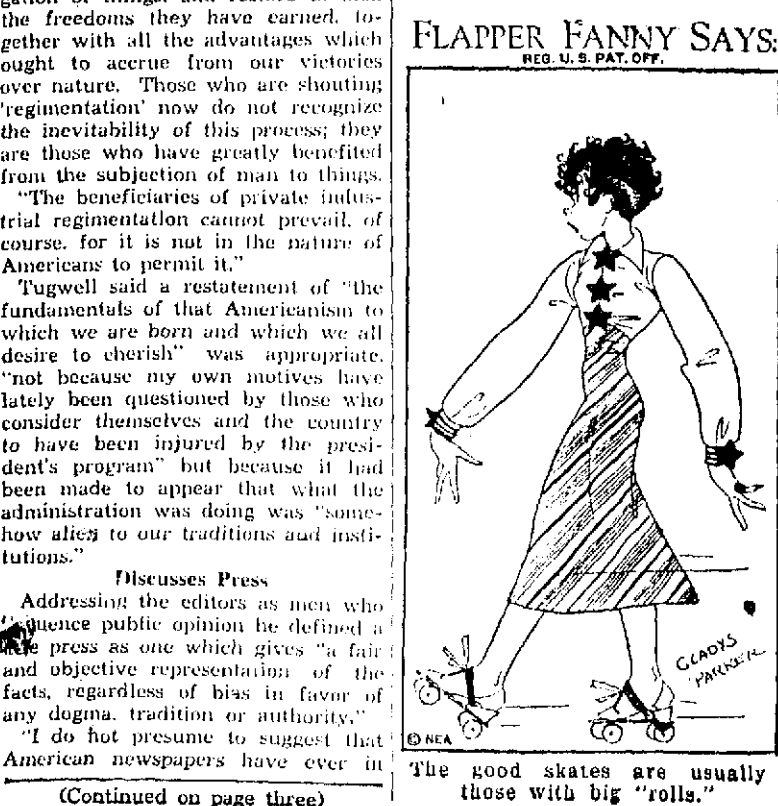 the freedoms they have earned, to-
gether with all the advantages which
ought to accrue from our victories
over nature. Those who are shouting
'regimentation' now do not recognize
the inevitability of this process; they
are those who have greatly benefited
from the subjection of man to things.
"The beneficiaries of private indus-
trial regimentation cannot prevail, of
course, for it is not in the nature of
Americans to permit it."
Tugwell said a restatement of "the
fundamentals of that Americanism to
which we are born and which we all
desire to cherish" was appropriate,
"not because my own motives have
lately been questioned by those who
consider themselves and the country
to have been injured by the presi-
dent's program" but because it had
been made to appear that what the
administration was doing was "some-
how alien to our traditions and insti-
tutions."
Discusses Press
Addressing the editors as men who
public opinion he defined a
press as one which gives "a fair
and objective representation of the
facts, regardless of bias in favor of
any dogma, tradition or authority."
"I do not presume to suggest that
American newspapers have ever in
(Continued on page three)
FLAPPER FANNY SAYS:
REG. U. S. PAT. OFF.
GLADYS
PARKER
© NEA
The good skates are usually
those with big "rolls."